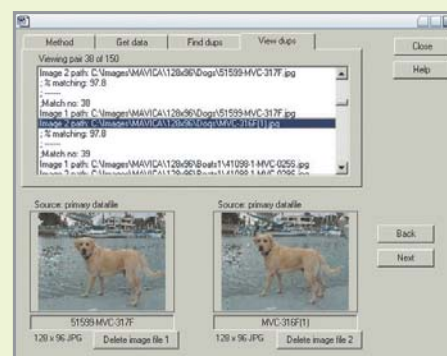 Method Get data Find dups View dups
Close
Viewing pair 38 of 150
Help
Image 2 path: C:\Images\MAVICA\128x96\Dogs\51599-MVC-317F.jpg
; % matching: 97.8
; ------
;Match no: 38
Image 1 path: C:\Images\MAVICA\128x96\Dogs\51599-MVC-317F.jpg
Image 2 path: C:\Images\MAVICA\128x96\Dogs\MVC-316F(1).jpg
; % matching: 97.8
; ------
;Match no: 39
Image 1 path: C:\Images\MAVICA\128x96\Boats1\41098-1-MVC-025S.jpg
Source: primary datafile Source: primary datafile
Back
Next
51599-MVC-317F MVC-316F(1)
128 x 96 JPG Delete image file 1 128 x 96 JPG Delete image file 2